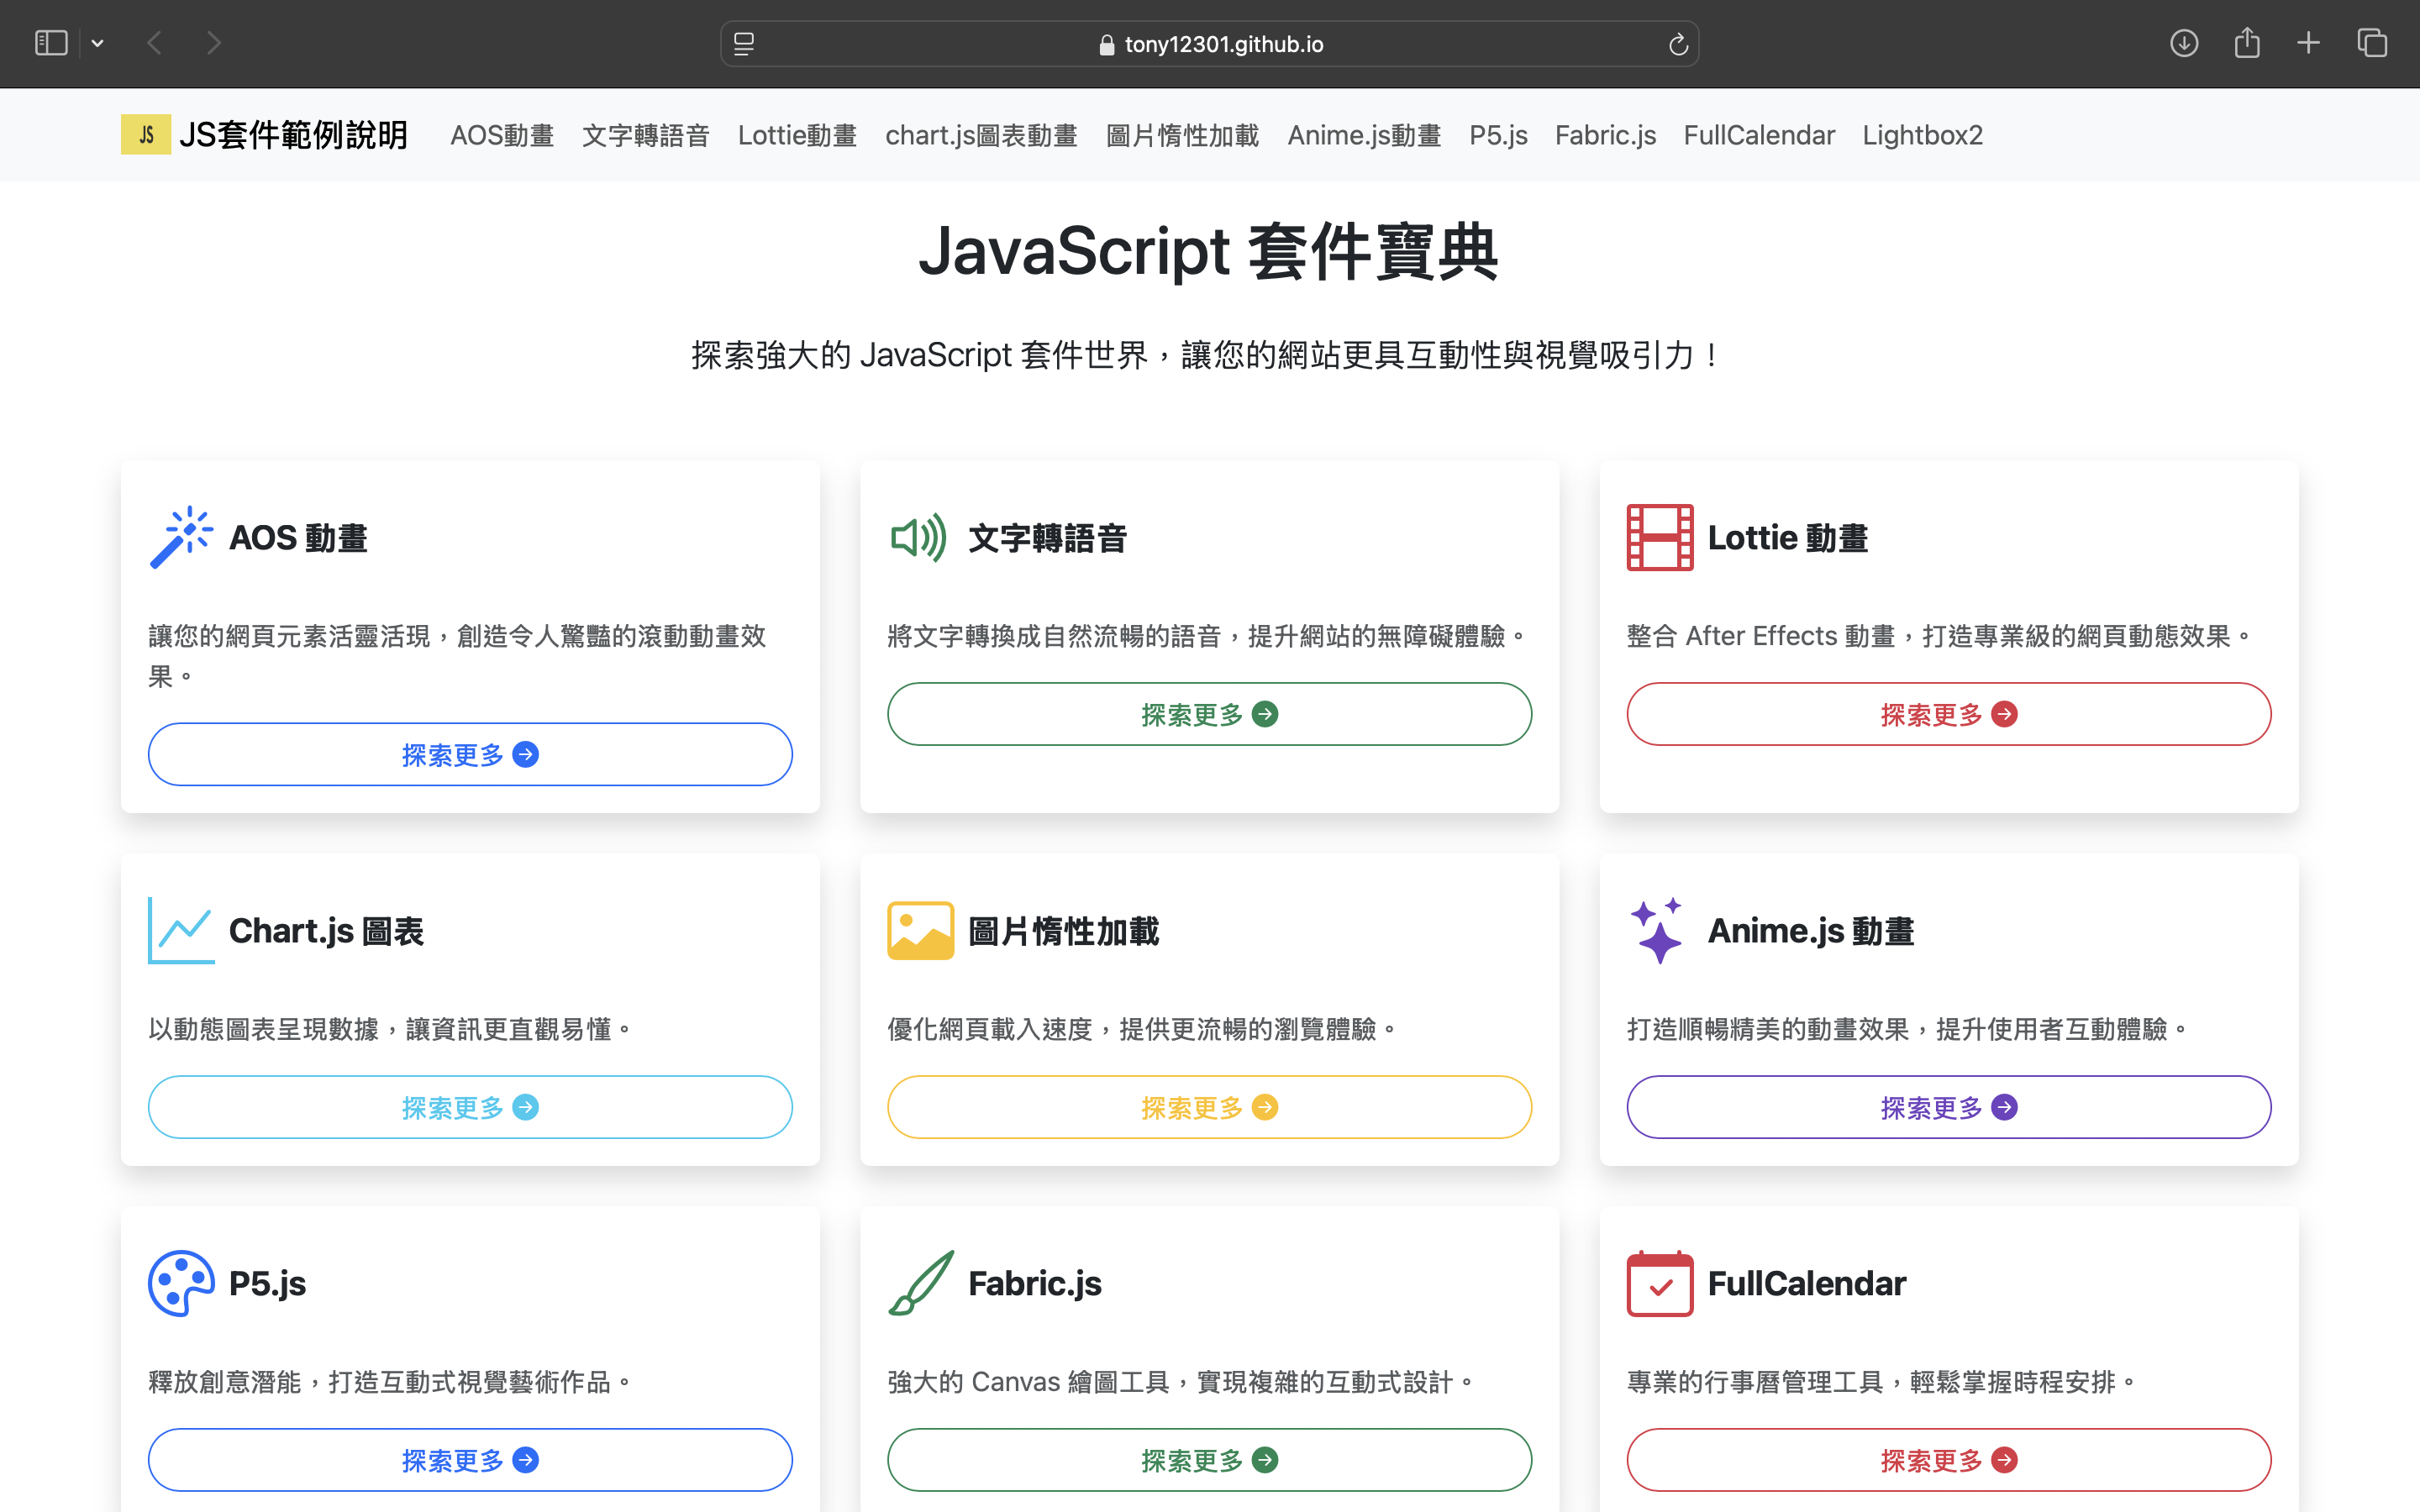 tony12301.github.io
JS JS套件範例說明 AOS動畫 文字轉語音 Lottie動畫 chart.js圖表動畫 圖片惰性加載 Anime.js動畫 P5.js Fabric.js FullCalendar Lightbox2
JavaScript 套件寶典
探索強大的 JavaScript 套件世界，讓您的網站更具互動性與視覺吸引力！
AOS 動畫
讓您的網頁元素活靈活現，創造令人驚豔的滾動動畫效
果。
探索更多
文字轉語音
將文字轉換成自然流暢的語音，提升網站的無障礙體驗。
探索更多
Lottie 動畫
整合 After Effects 動畫，打造專業級的網頁動態效果。
探索更多
Chart.js 圖表
以動態圖表呈現數據，讓資訊更直觀易懂。
探索更多
圖片惰性加載
優化網頁載入速度，提供更流暢的瀏覽體驗。
探索更多
Anime.js 動畫
打造順暢精美的動畫效果，提升使用者互動體驗。
探索更多
P5.js
釋放創意潛能，打造互動式視覺藝術作品。
探索更多
Fabric.js
強大的 Canvas 繪圖工具，實現複雜的互動式設計。
探索更多
FullCalendar
專業的行事曆管理工具，輕鬆掌握時程安排。
探索更多